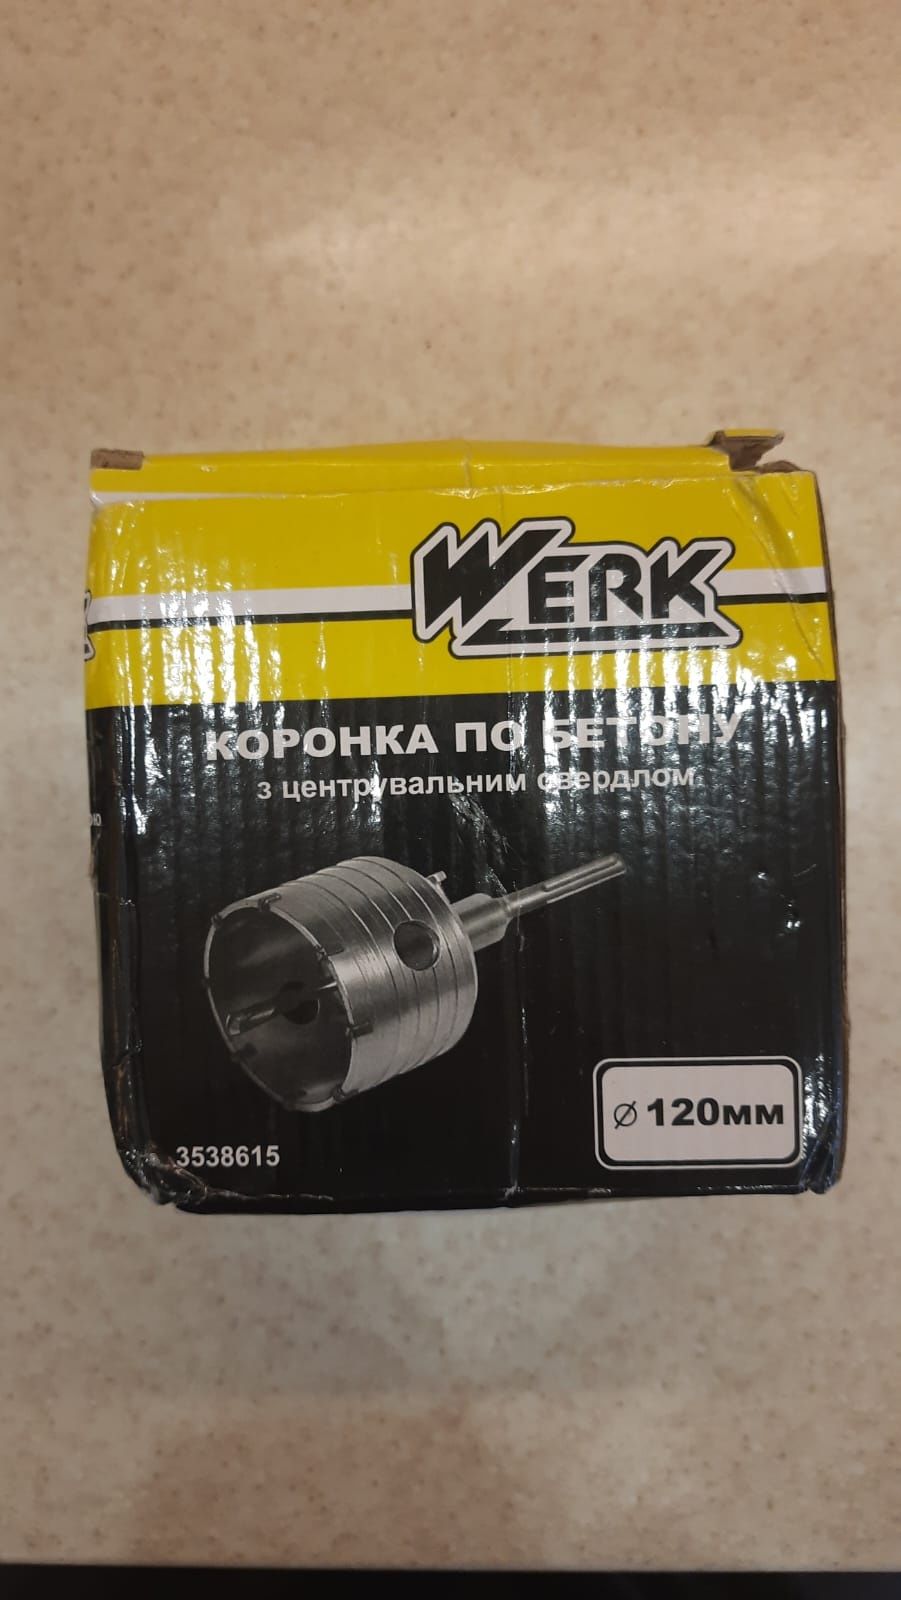 WERK
КОРОНКА ПО БЕТОНУ
з центрувальним свердлом
3538615
⌀ 120мм